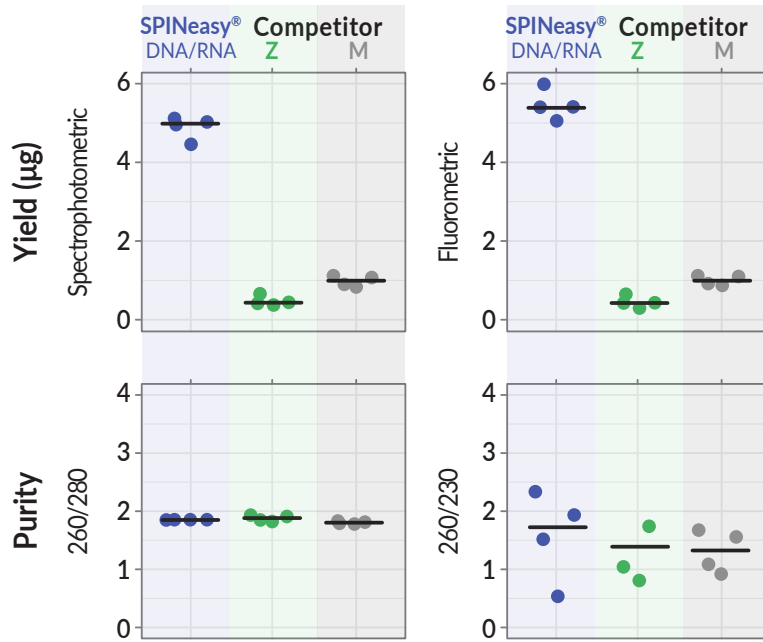 SPINeasy® Competitor
DNA/RNA Z M
SPINeasy® Competitor
DNA/RNA Z M
Yield (µg)
Spectrophotometric
6
4
2
0
Fluorometric
6
4
2
0
Purity
260/280
4
3
2
1
0
260/230
4
3
2
1
0